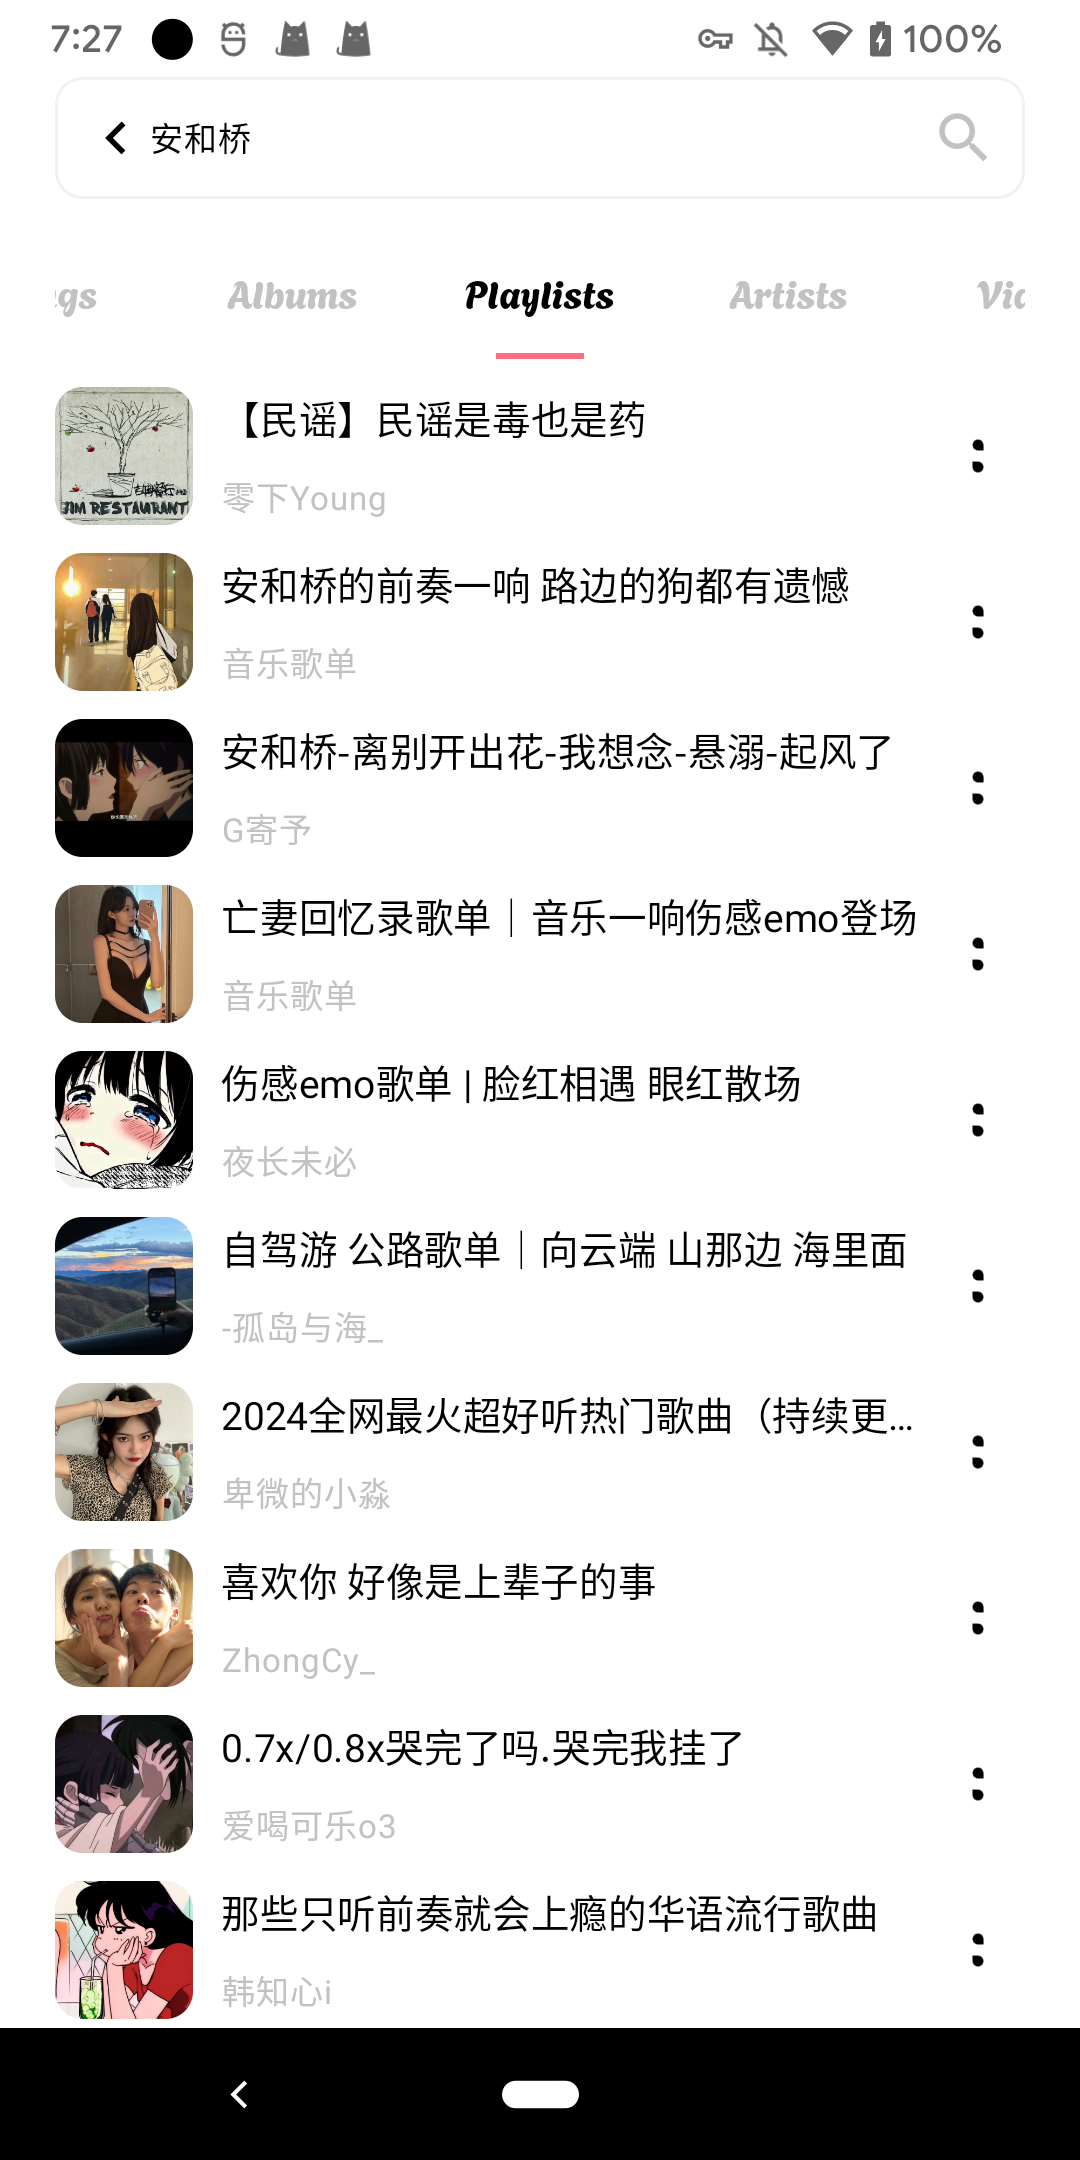 7:27
100%
安和桥
gs
Albums
Playlists
Artists
Vid
【民谣】民谣是毒也是药
零下Young
JIM RESTAURANT
安和桥的前奏一响 路边的狗都有遗憾
音乐歌单
安和桥-离别开出花-我想念-悬溺-起风了
G寄予
亡妻回忆录歌单｜音乐一响伤感emo登场
音乐歌单
伤感emo歌单 | 脸红相遇 眼红散场
夜长未必
自驾游 公路歌单｜向云端 山那边 海里面
-孤岛与海_
2024全网最火超好听热门歌曲（持续更...
卑微的小淼
喜欢你 好像是上辈子的事
ZhongCy_
0.7x/0.8x哭完了吗.哭完我挂了
爱喝可乐o3
那些只听前奏就会上瘾的华语流行歌曲
韩知心i